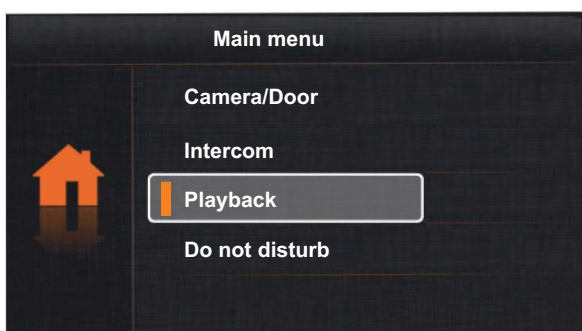 Main menu
Camera/Door
Intercom
Playback
Do not disturb